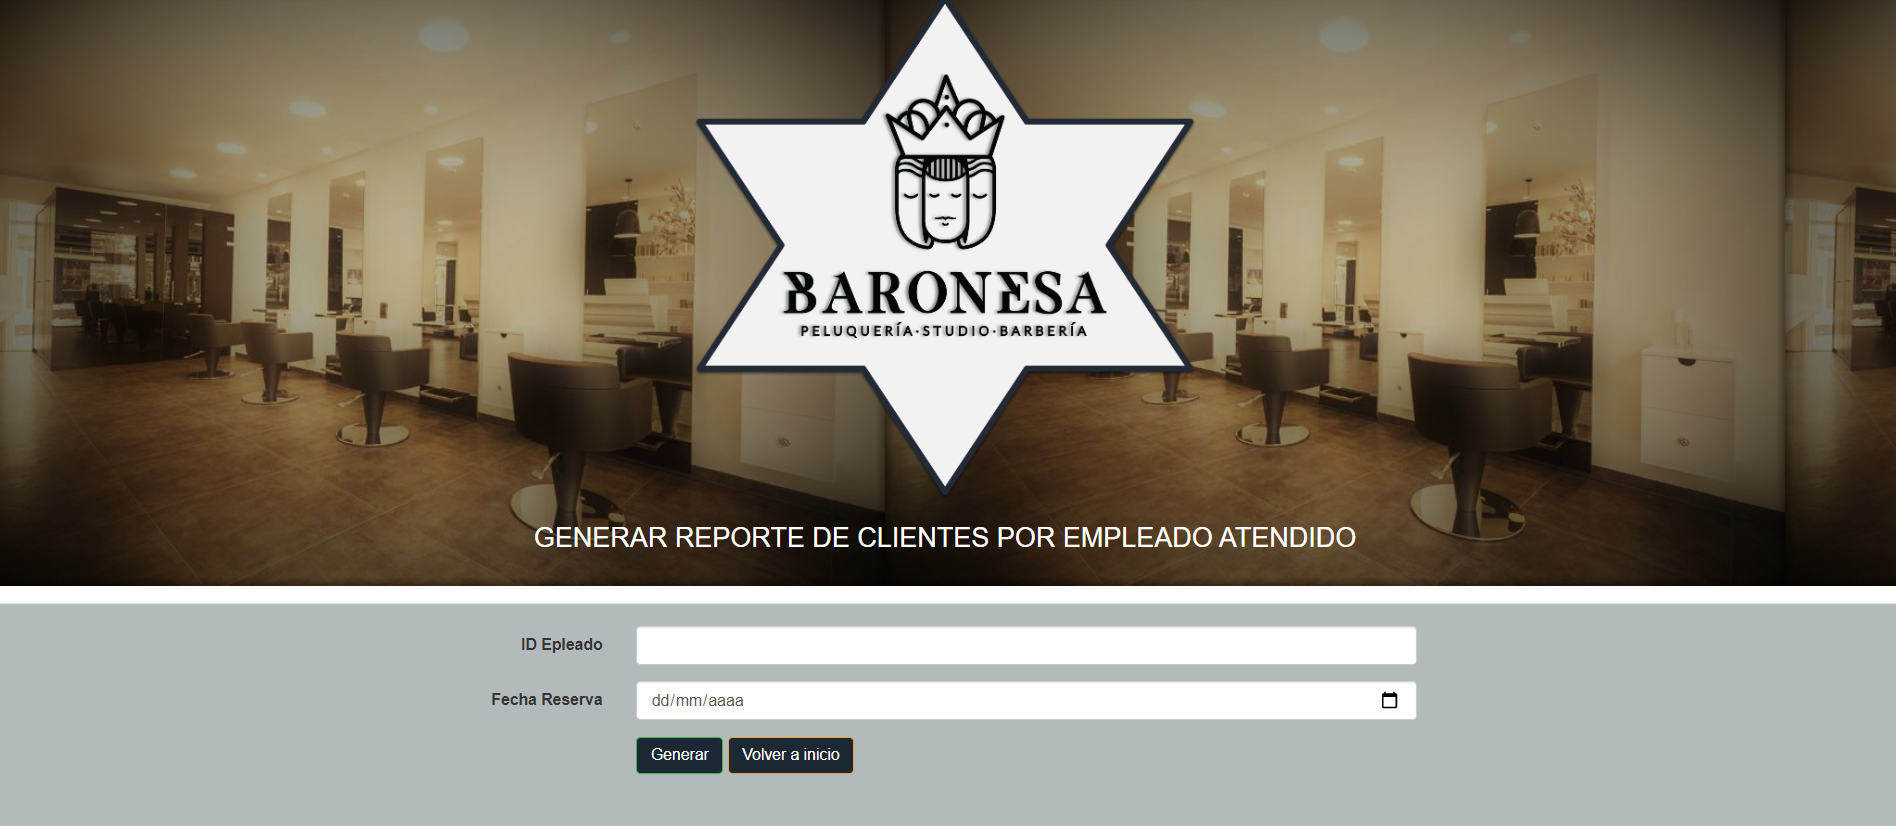 BARONESA
PELUQUERÍA·STUDIO·BARBERÍA
GENERAR REPORTE DE CLIENTES POR EMPLEADO ATENDIDO
ID Epleado
Fecha Reserva dd/mm/aaaa
Generar Volver a inicio